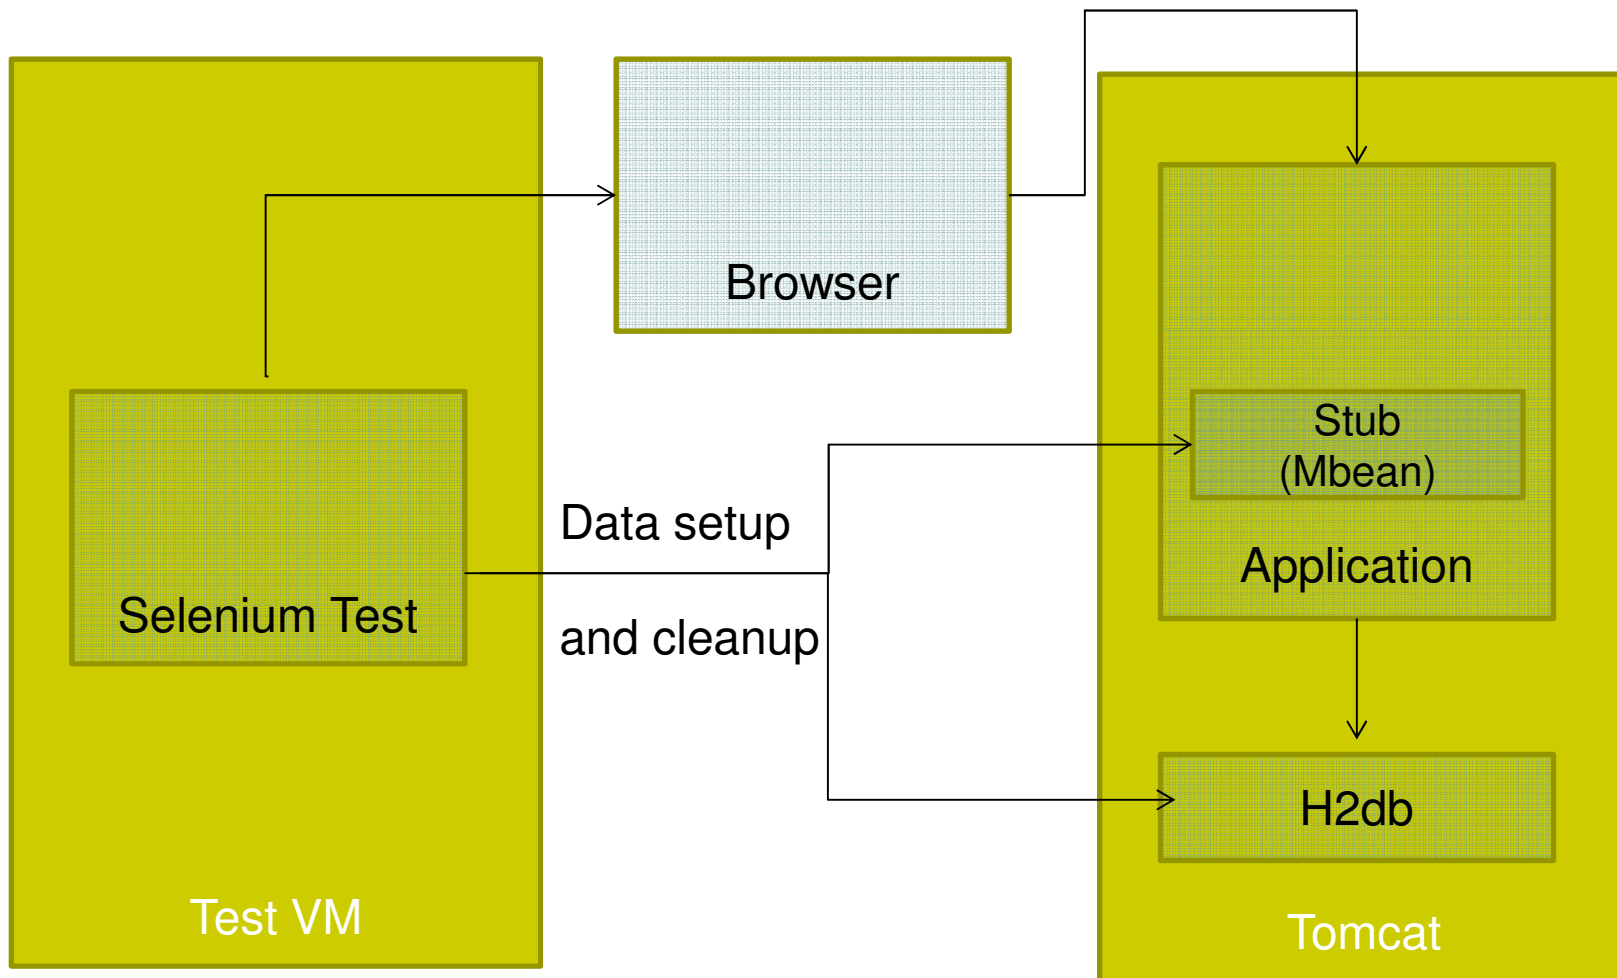 Browser
Stub
(Mbean)
Data setup
Application
Selenium Test
and cleanup
H2db
Test VM
Tomcat